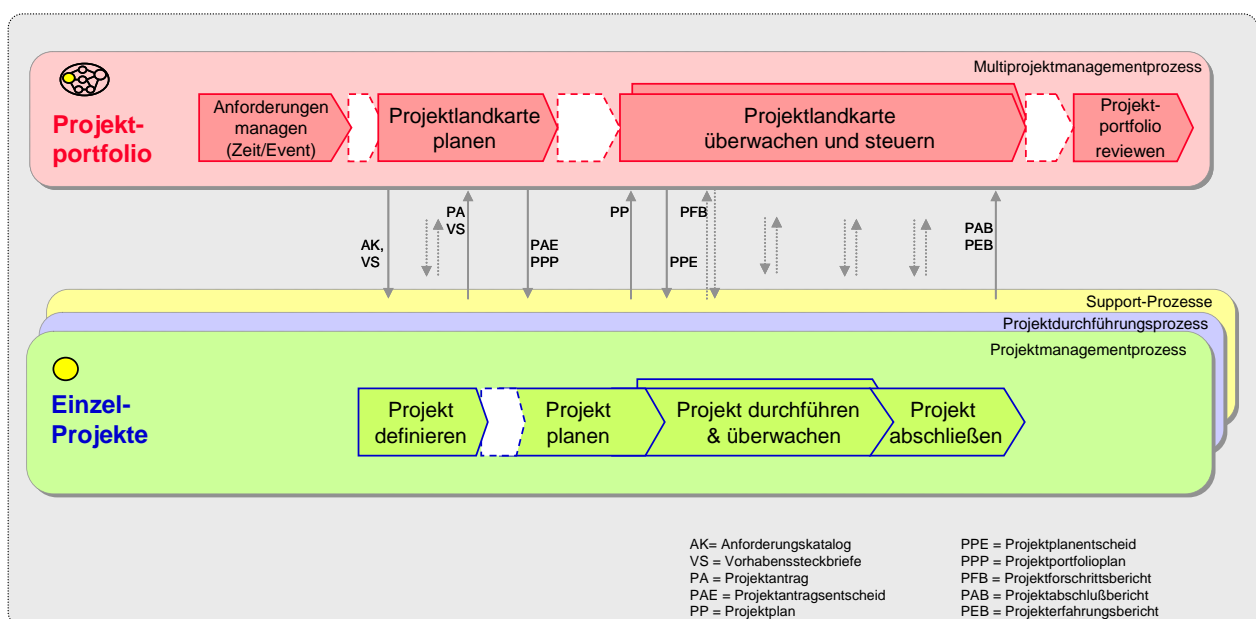 Multiprojektmanagementprozess
Projekt-
portfolio
Anforderungen
managen
(Zeit/Event)
Projektlandkarte
planen
Projektlandkarte
überwachen und steuern
Projekt-
portfolio
reviewen
AK,
VS
PA
VS
PAE
PPP
PP
PPE
PFB
PAB
PEB
Support-Prozesse
Projektdurchführungsprozess
Projektmanagementprozess
Einzel-
Projekte
Projekt
definieren
Projekt
planen
Projekt durchführen
& überwachen
Projekt
abschließen
AK= Anforderungskatalog
VS = Vorhabenssteckbriefe
PA = Projektantrag
PAE = Projektantragsentscheid
PP = Projektplan
PPE = Projektplanentscheid
PPP = Projektportfolioplan
PFB = Projektforschrittsbericht
PAB = Projektabschlußbericht
PEB = Projekterfahrungsbericht